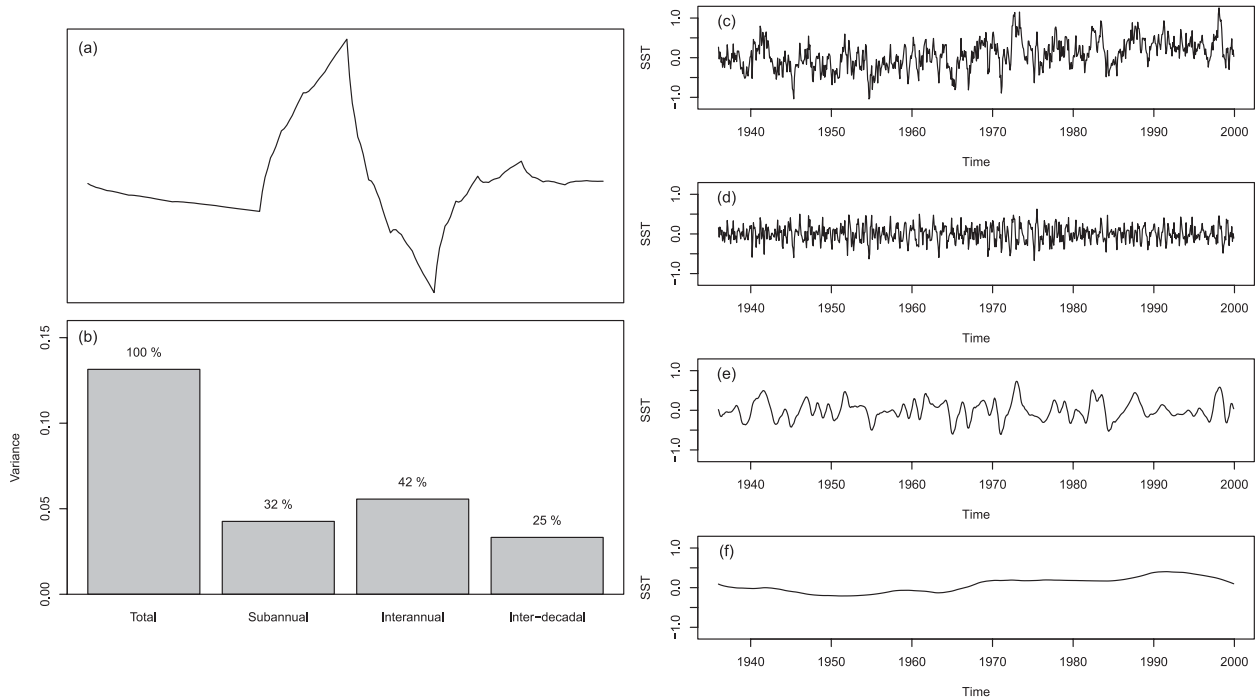 (a)
(b)
0.00 0.05 0.10 0.15
Variance
100 %
32 %
42 %
25 %
Total Subannual Interannual Inter−decadal
(c)
SST
−1.0 0.0 1.0
1940 1950 1960 1970 1980 1990 2000
Time
(d)
SST
−1.0 0.0 1.0
1940 1950 1960 1970 1980 1990 2000
Time
(e)
SST
−1.0 0.0 1.0
1940 1950 1960 1970 1980 1990 2000
Time
(f)
SST
−1.0 0.0 1.0
1940 1950 1960 1970 1980 1990 2000
Time